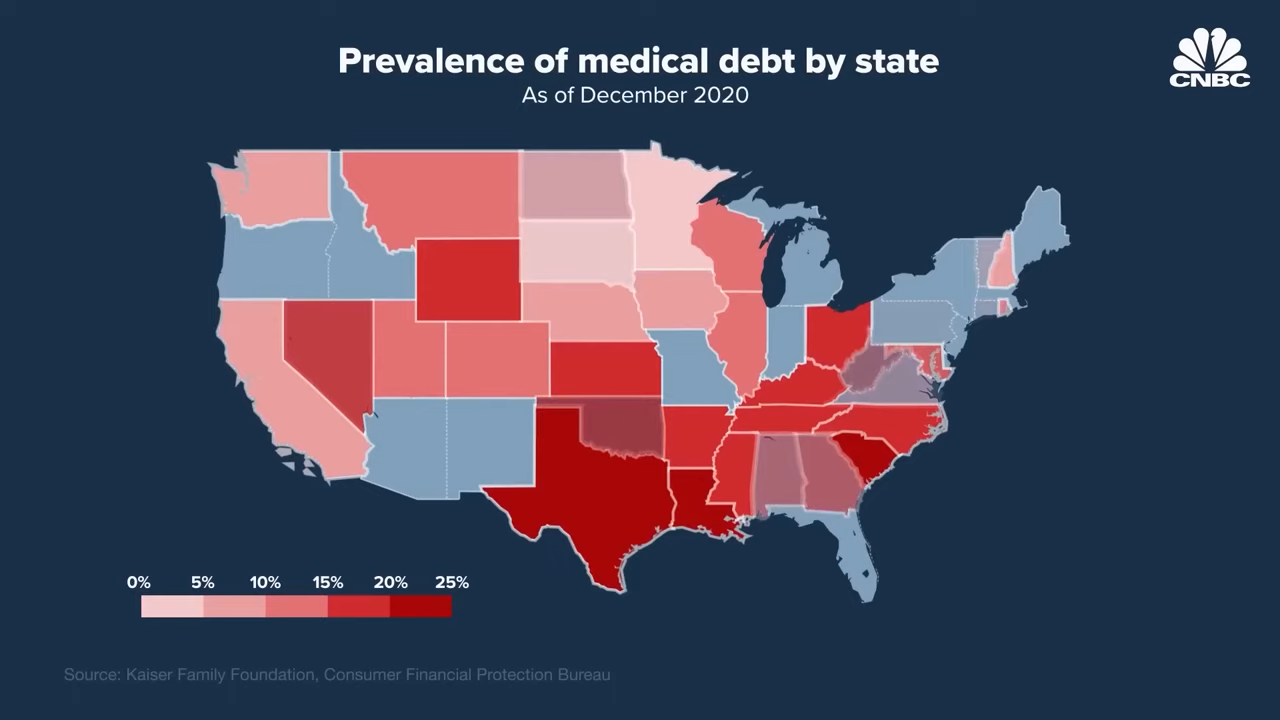 Prevalence of medical debt by state
As of December 2020
CNBC
0% 5% 10% 15% 20% 25%
Source: Kaiser Family Foundation, Consumer Financial Protection Bureau